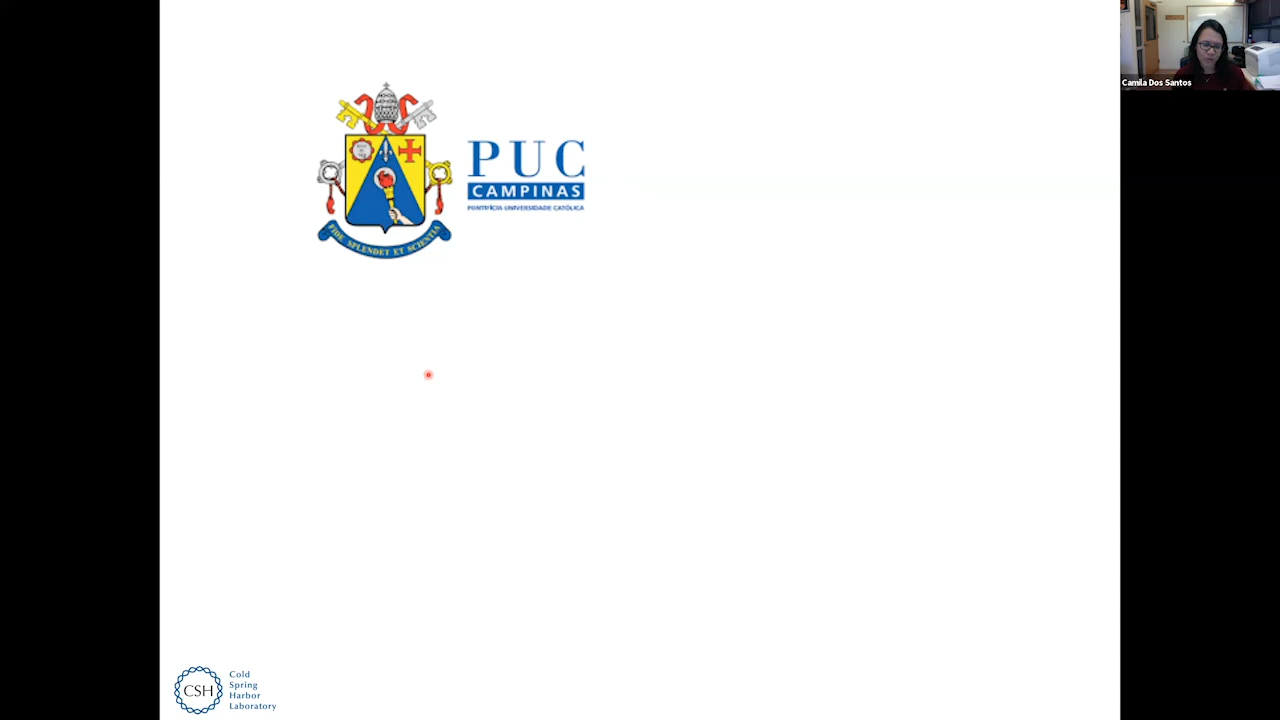 PUC
CAMPINAS
PONTIFÍCIA UNIVERSIDADE CATÓLICA
FIDE SPLENDET ET SCIENTIA
CSH
Cold
Spring
Harbor
Laboratory
Camila Dos Santos